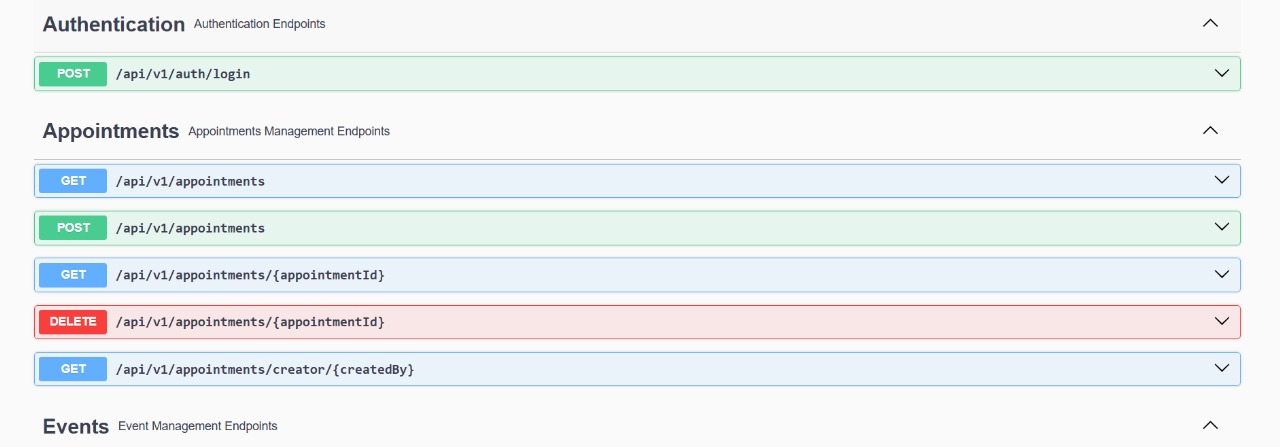 Authentication Authentication Endpoints
POST /api/v1/auth/login
Appointments Appointments Management Endpoints
GET /api/v1/appointments
POST /api/v1/appointments
GET /api/v1/appointments/{appointmentId}
DELETE /api/v1/appointments/{appointmentId}
GET /api/v1/appointments/creator/{createdBy}
Events Event Management Endpoints